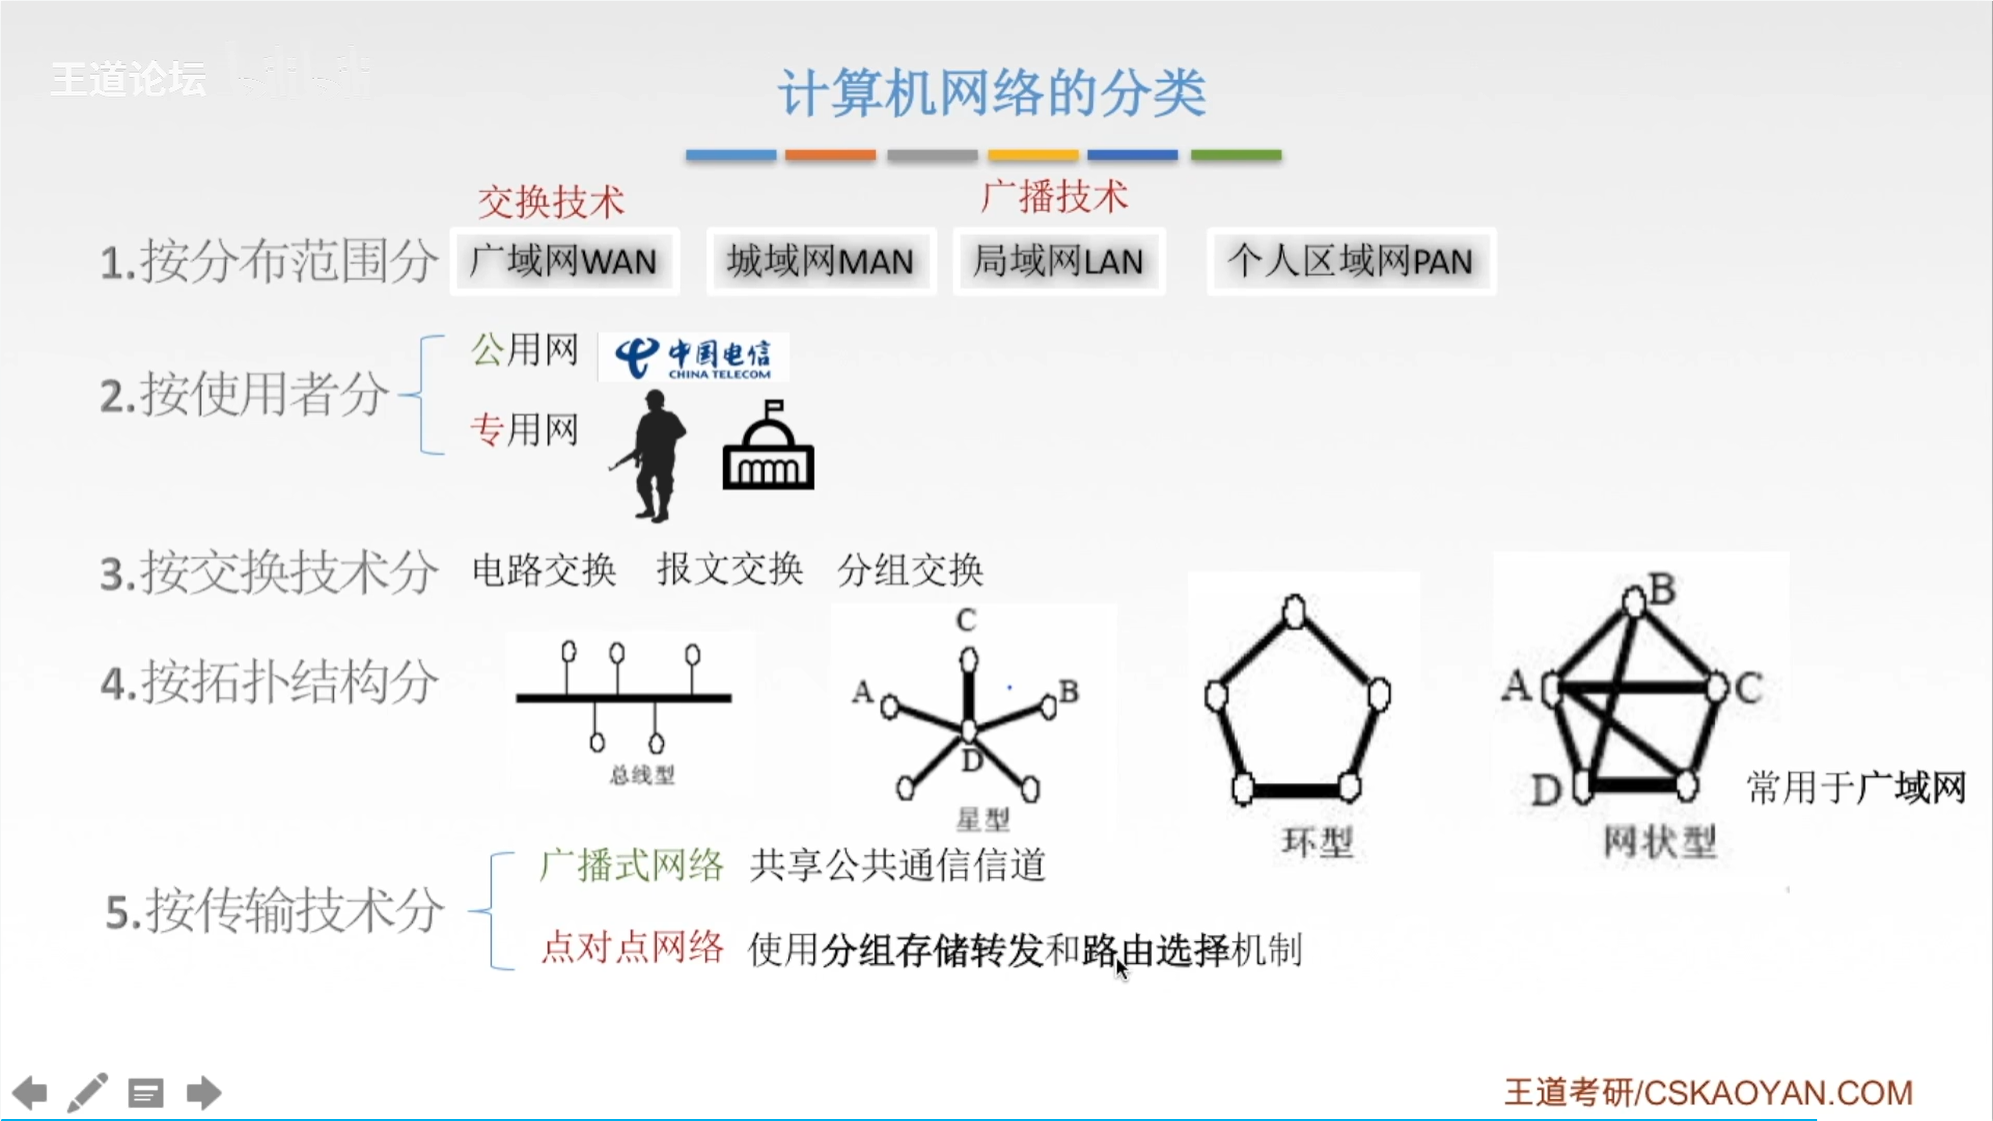 王道论坛 bilibili
计算机网络的分类
交换技术 广播技术
1.按分布范围分 广域网WAN 城域网MAN 局域网LAN 个人区域网PAN
2.按使用者分
公用网 中国电信
CHINA TELECOM
专用网
3.按交换技术分 电路交换 报文交换 分组交换
4.按拓扑结构分
总线型
C
A B
D
星型
环型
B
A C
D
网状型
常用于广域网
5.按传输技术分
广播式网络 共享公共通信信道
点对点网络 使用分组存储转发和路由选择机制
王道考研/CSKAOYAN.COM